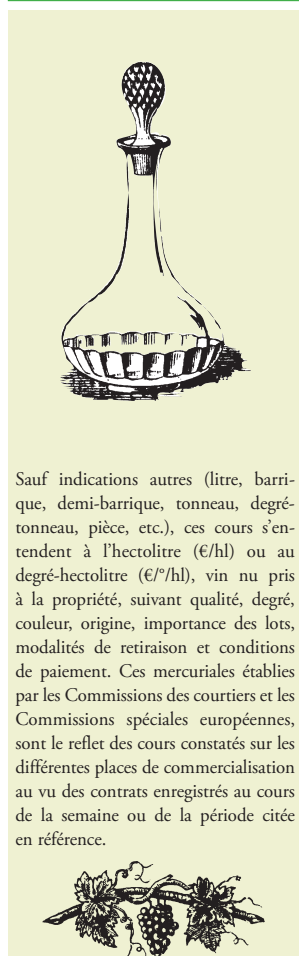 Sauf indications autres (litre, barri-
que, demi-barrique, tonneau, degré-
tonneau, pièce, etc.), ces cours s’en-
tendent à l’hectolitre (€/hl) ou au
degré-hectolitre (€/°/hl), vin nu pris
à la propriété, suivant qualité, degré,
couleur, origine, importance des lots,
modalités de retiraison et conditions
de paiement. Ces mercuriales établies
par les Commissions des courtiers et les
Commissions spéciales européennes,
sont le reflet des cours constatés sur les
différentes places de commercialisation
au vu des contrats enregistrés au cours
de la semaine ou de la période citée
en référence.